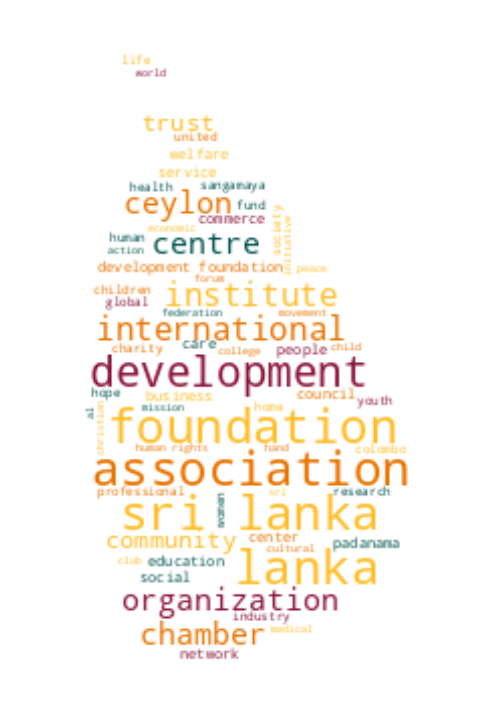 life
world
trust
united
welfare
service
health sangamaya
ceylon fund
commerce
economic
society
initiative
human centre
action
development foundation peace
forum
children institute
global
federation movement
international
charity care college people child
development
hope business council
mission home youth
al
christian
foundation
human rights hand colombo
association
professional sri research
women
sri lanka
community center padanama
cultural
club education lanka
social
organization
industry
chamber medical
network